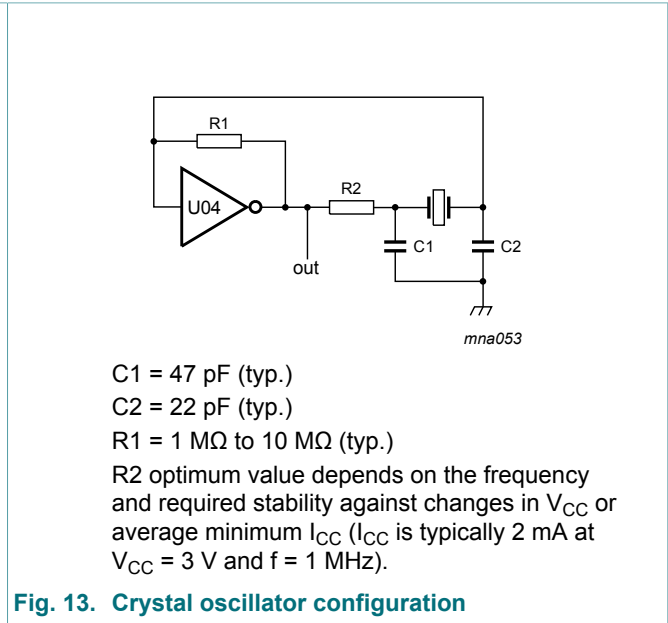 R1
U04
R2
out
C1
C2
mna053
C1 = 47 pF (typ.)
C2 = 22 pF (typ.)
R1 = 1 MΩ to 10 MΩ (typ.)
R2 optimum value depends on the frequency
and required stability against changes in VCC or
average minimum ICC (ICC is typically 2 mA at
VCC = 3 V and f = 1 MHz).
Fig. 13. Crystal oscillator configuration